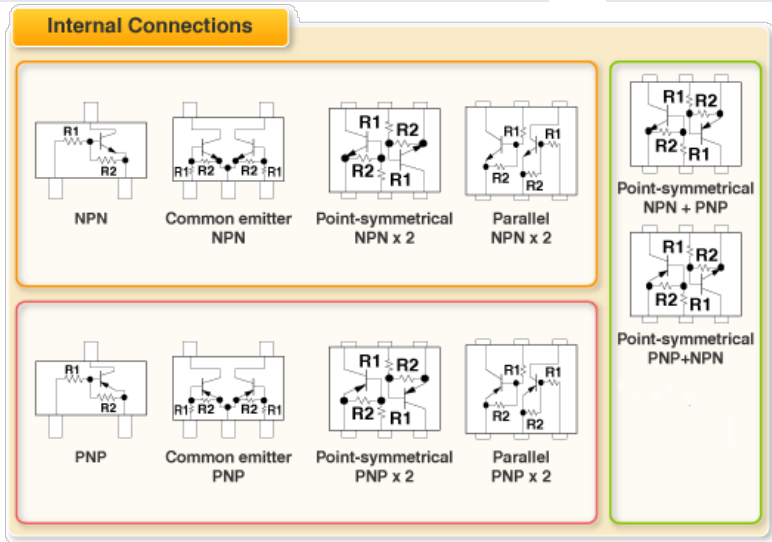 Internal Connections
R1
R2
NPN
R1 R2 R2 R1
Common emitter
NPN
R1 R2
R2 R1
Point-symmetrical
NPN x 2
R1 R1
R2
R2
Parallel
NPN x 2
R1 R2
R2 R1
Point-symmetrical
NPN + PNP
R1 R2
R2 R1
Point-symmetrical
PNP+NPN
R1
R2
PNP
R1 R2 R2 R1
Common emitter
PNP
R1 R2
R2 R1
Point-symmetrical
PNP x 2
R1 R1
R2
R2
Parallel
PNP x 2